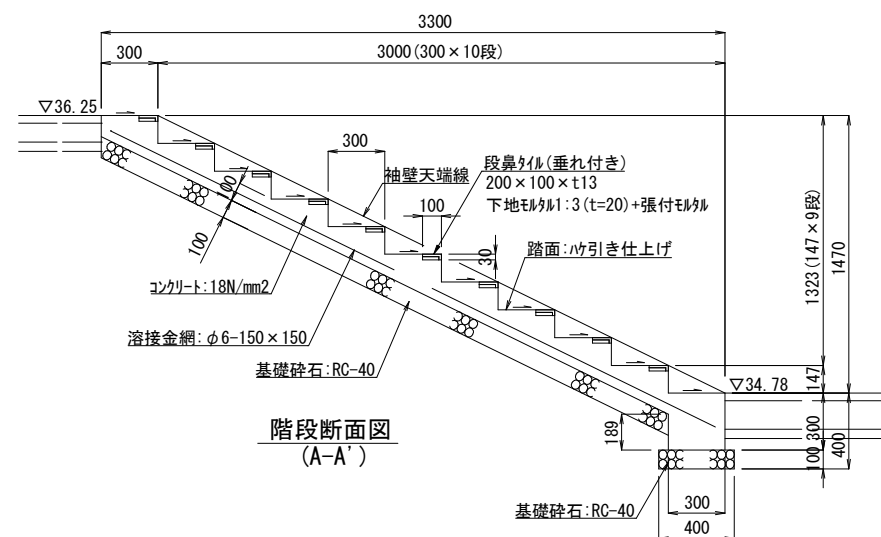 3300
300
3000(300×10段)
▽36.25
300
段鼻ﾀｲﾙ(垂れ付き)
200×100×t13
下地ﾓﾙﾀﾙ1:3(t=20)+張付ﾓﾙﾀﾙ
袖壁天端線
100
30
踏面:ﾊｹ引き仕上げ
1323(147×9段)
1470
100
ｺﾝｸﾘｰﾄ:18N/mm2
溶接金網:φ6-150×150
基礎砕石:RC-40
147
▽34.78
階段断面図
(A-A')
189
300
100
400
基礎砕石:RC-40
300
400